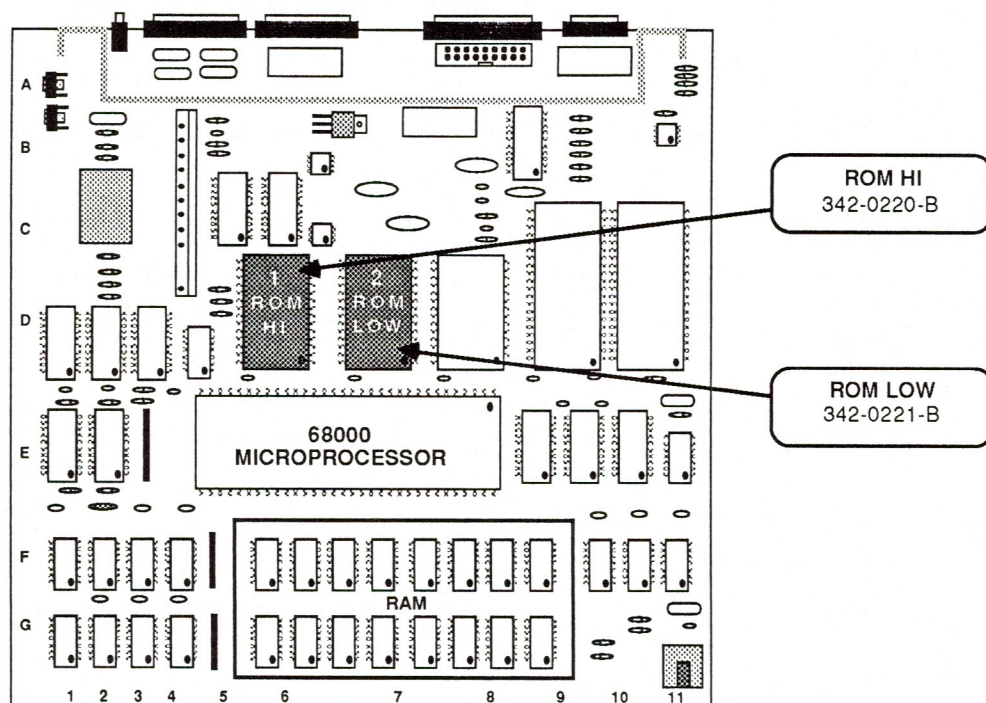 A
B
ROM HI
342-0220-B
C
1
ROM
HI
2
ROM
LOW
D
ROM LOW
342-0221-B
E
68000
MICROPROCESSOR
F
RAM
G
1 2 3 4 5 6 7 8 9 10 11